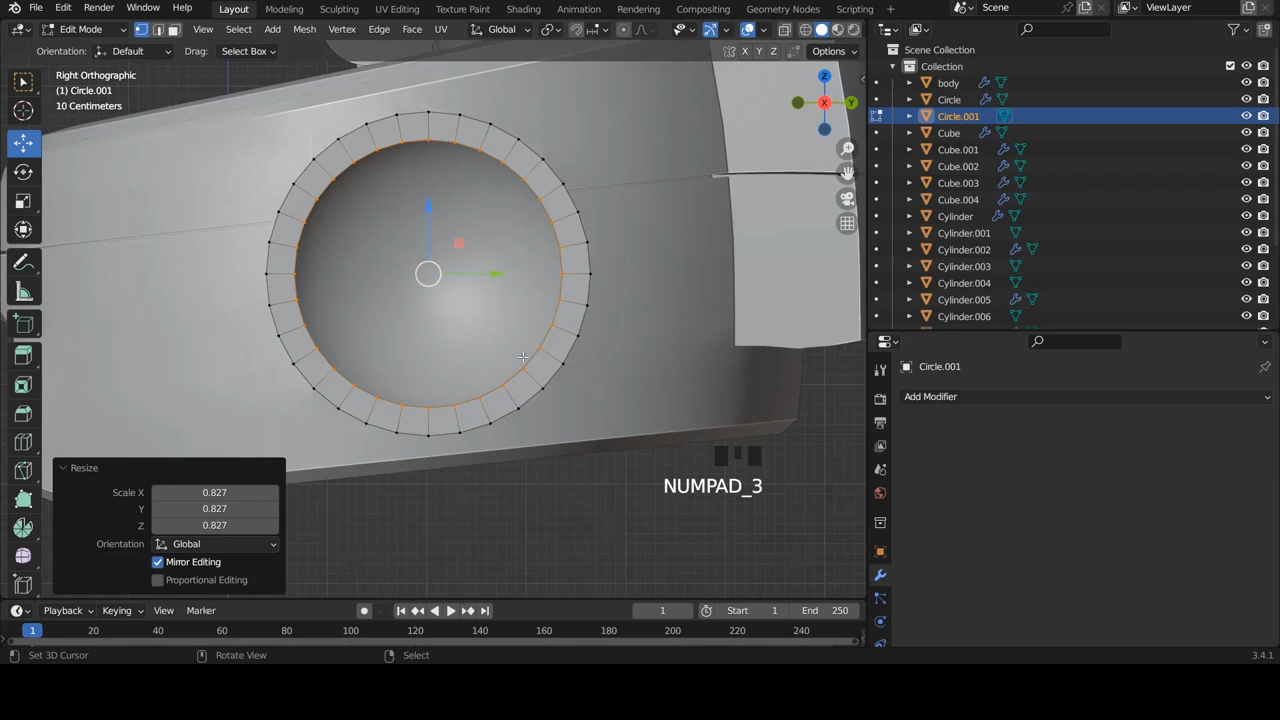 File Edit Render Window Help Layout Modeling Sculpting UV Editing Texture Paint Shading Animation Rendering Compositing Geometry Nodes Scripting Scene ViewLayer
Edit Mode View Select Add Mesh Vertex Edge Face UV Global
Orientation: Default Drag: Select Box X Y Z Options
Right Orthographic
(1) Circle.001
10 Centimeters
Z
Y
X
Scene Collection
Collection
body
Circle
Circle.001
Cube
Cube.001
Cube.002
Cube.003
Cube.004
Cylinder
Cylinder.001
Cylinder.002
Cylinder.003
Cylinder.004
Cylinder.005
Cylinder.006
Circle.001
Add Modifier
NUMPAD_3
Resize
Scale X 0.827
Y 0.827
Z 0.827
Orientation Global
Mirror Editing
Proportional Editing
Playback Keying View Marker 1 Start 1 End 250
1 20 40 60 80 100 120 140 160 180 200 220 240
Set 3D Cursor Rotate View Select 3.4.1